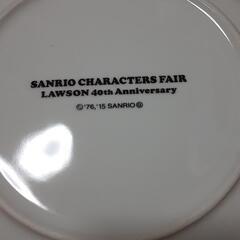 SANRIO CHARACTERS FAIR
LAWSON 40th Anniversary
©'76,'15 SANRIO Ⓛ